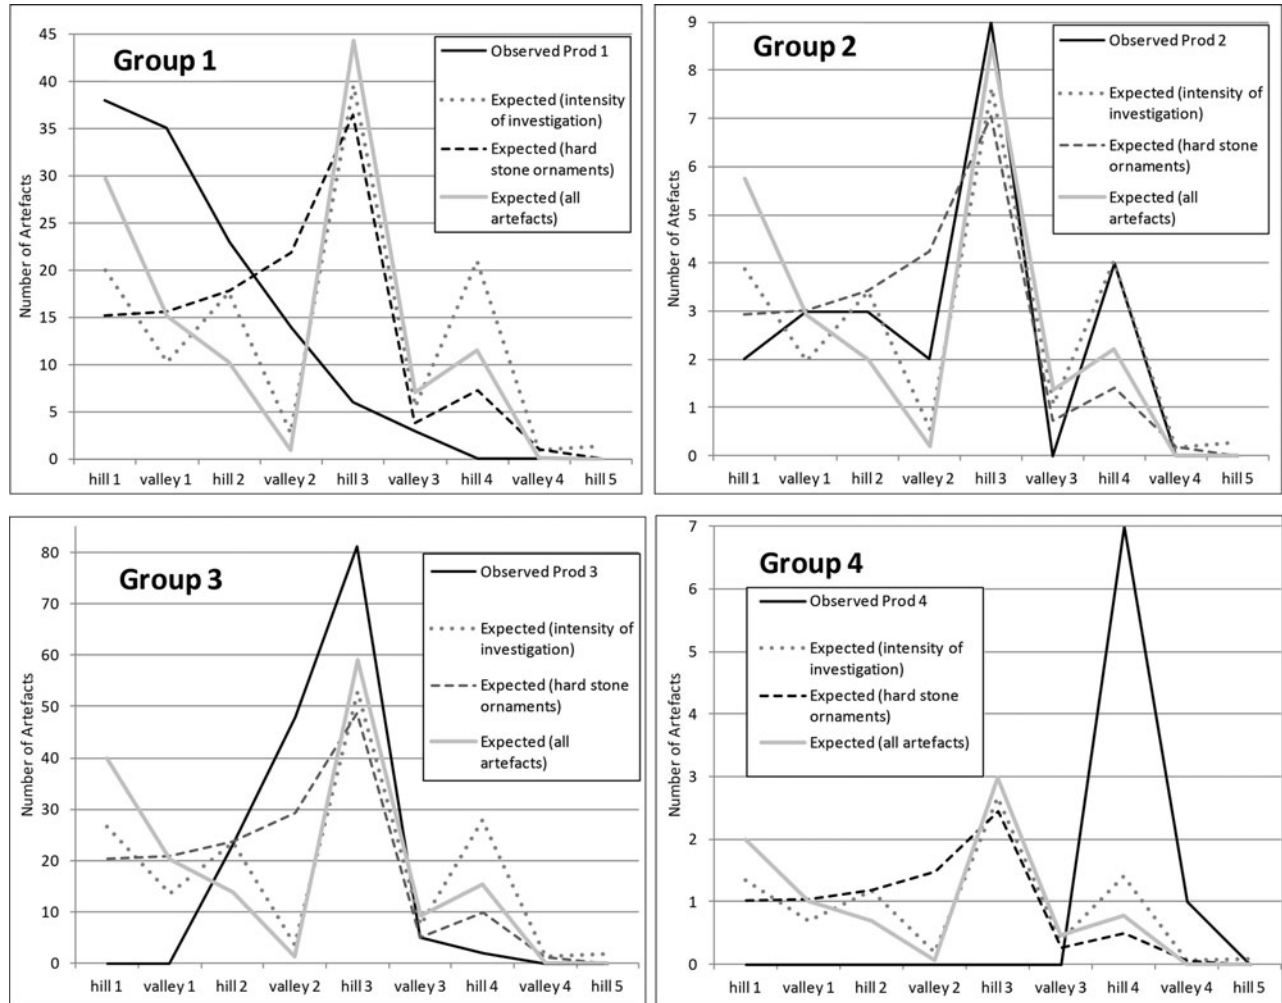 Group 1
Observed Prod 1
Expected (intensity
of investigation)
Expected (hard
stone ornaments)
Expected (all
artefacts)
Number of Artefacts
45
40
35
30
25
20
15
10
5
0
hill 1 valley 1 hill 2 valley 2 hill 3 valley 3 hill 4 valley 4 hill 5
Group 2
Observed Prod 2
Expected (intensity of
investigation)
Expected (hard stone
ornaments)
Expected (all
artefacts)
Number of Atefacts
9
8
7
6
5
4
3
2
1
0
hill 1 valley 1 hill 2 valley 2 hill 3 valley 3 hill 4 valley 4 hill 5
Group 3
Observed Prod 3
Expected (intensity of
investigation)
Expected (hard stone
ornaments)
Expected (all
artefacts)
Number of Artefacts
80
70
60
50
40
30
20
10
0
hill 1 valley 1 hill 2 valley 2 hill 3 valley 3 hill 4 valley 4 hill 5
Group 4
Observed Prod 4
Expected (intensity of
investigation)
Expected (hard stone
ornaments)
Expected (all artefacts)
Number of Artefacts
7
6
5
4
3
2
1
0
hill 1 valley 1 hill 2 valley 2 hill 3 valley 3 hill 4 valley 4 hill 5